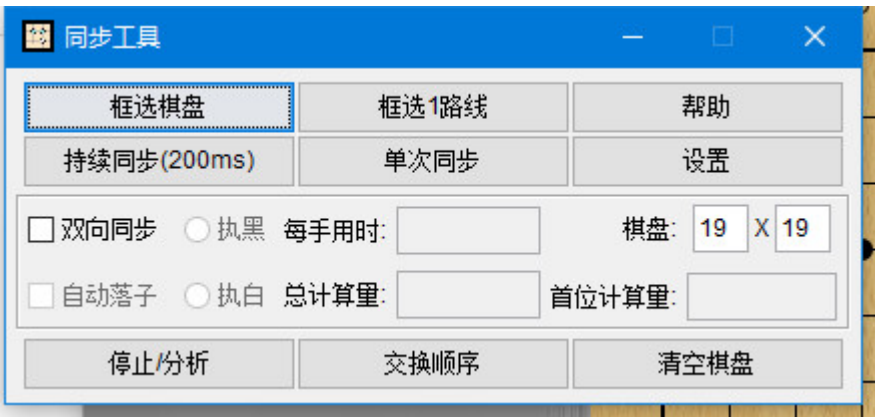 同步工具
框选棋盘 框选1路线 帮助
持续同步(200ms) 单次同步 设置
双向同步 执黑 每手用时: 棋盘: 19 X 19
自动落子 执白 总计算量: 首位计算量:
停止/分析 交换顺序 清空棋盘